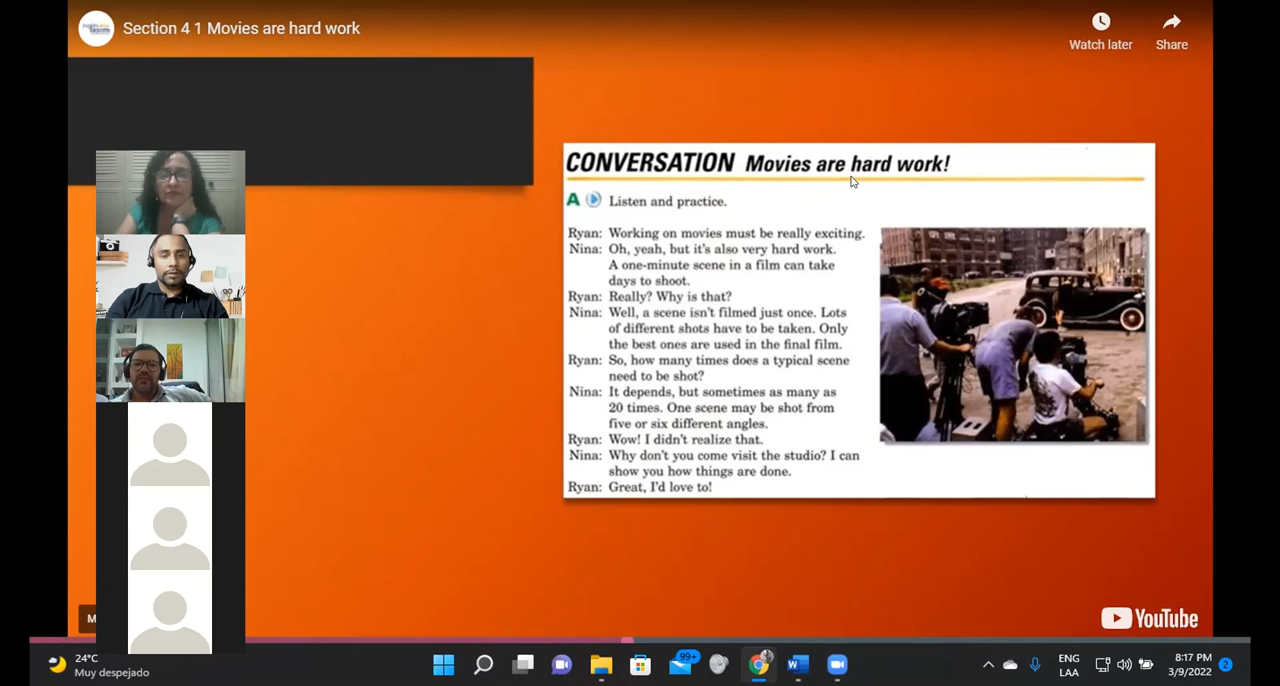 Section 4 1 Movies are hard work
Watch later
Share
CONVERSATION Movies are hard work!
A Listen and practice.
Ryan: Working on movies must be really exciting.
Nina: Oh, yeah, but it's also very hard work.
A one-minute scene in a film can take
days to shoot.
Ryan: Really? Why is that?
Nina: Well, a scene isn't filmed just once. Lots
of different shots have to be taken. Only
the best ones are used in the final film.
Ryan: So, how many times does a typical scene
need to be shot?
Nina: It depends, but sometimes as many as
20 times. One scene may be shot from
five or six different angles.
Ryan: Wow! I didn't realize that.
Nina: Why don't you come visit the studio? I can
show you how things are done.
Ryan: Great, I'd love to!
M
YouTube
24°C
Muy despejado
99+
ENG
LAA
8:17 PM
3/9/2022
2